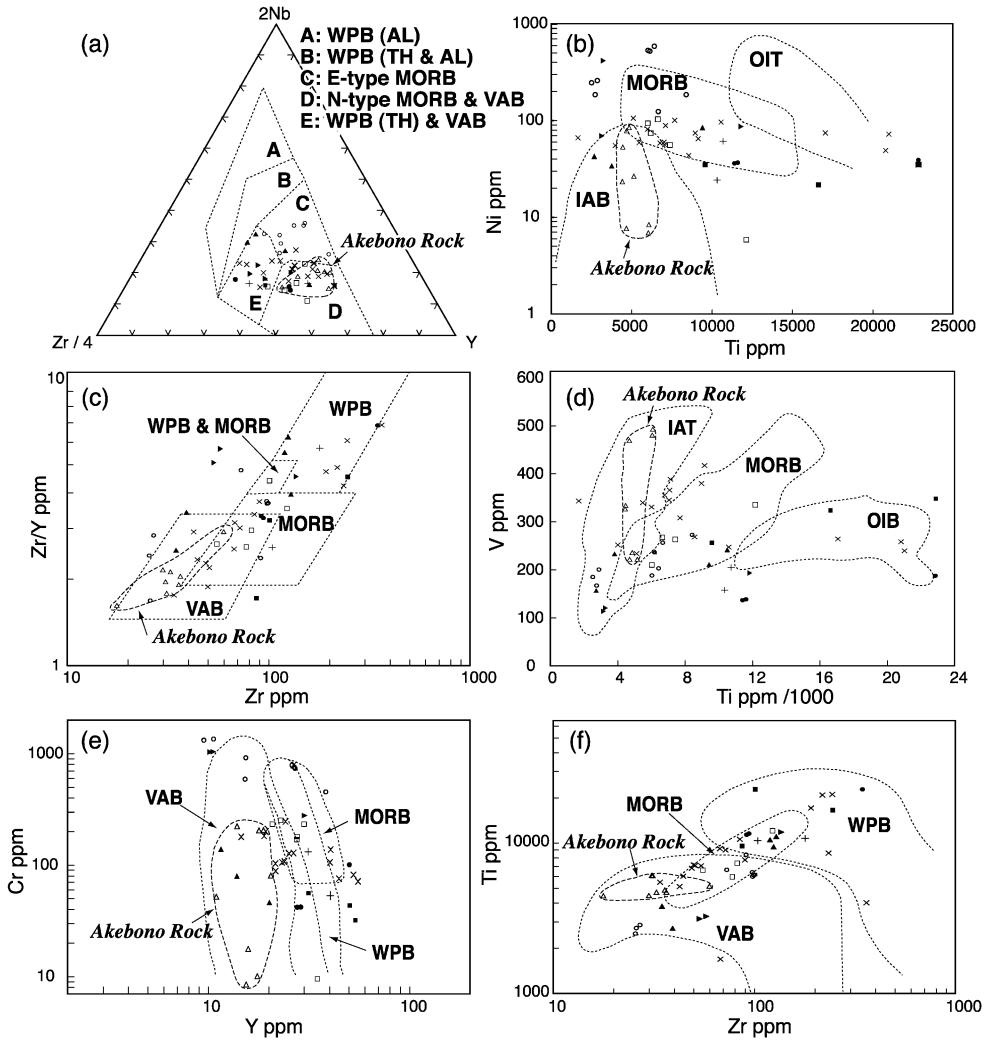 (a)
2Nb
A: WPB (AL)
B: WPB (TH & AL)
C: E-type MORB
D: N-type MORB & VAB
E: WPB (TH) & VAB
A
B
C
Akebono Rock
E
D
Zr / 4
Y
(b)
1000
100
10
1
Ni ppm
OIT
MORB
IAB
Akebono Rock
0
5000
10000
15000
20000
25000
Ti ppm
(c)
10
1
Zr/Y ppm
WPB
WPB & MORB
MORB
VAB
Akebono Rock
10
100
1000
Zr ppm
(d)
600
500
400
300
200
100
0
V ppm
Akebono Rock
IAT
MORB
OIB
0
4
8
12
16
20
24
Ti ppm /1000
(e)
1000
100
10
Cr ppm
VAB
MORB
Akebono Rock
WPB
10
100
Y ppm
(f)
10000
1000
Ti ppm
MORB
WPB
Akebono Rock
VAB
10
100
1000
Zr ppm